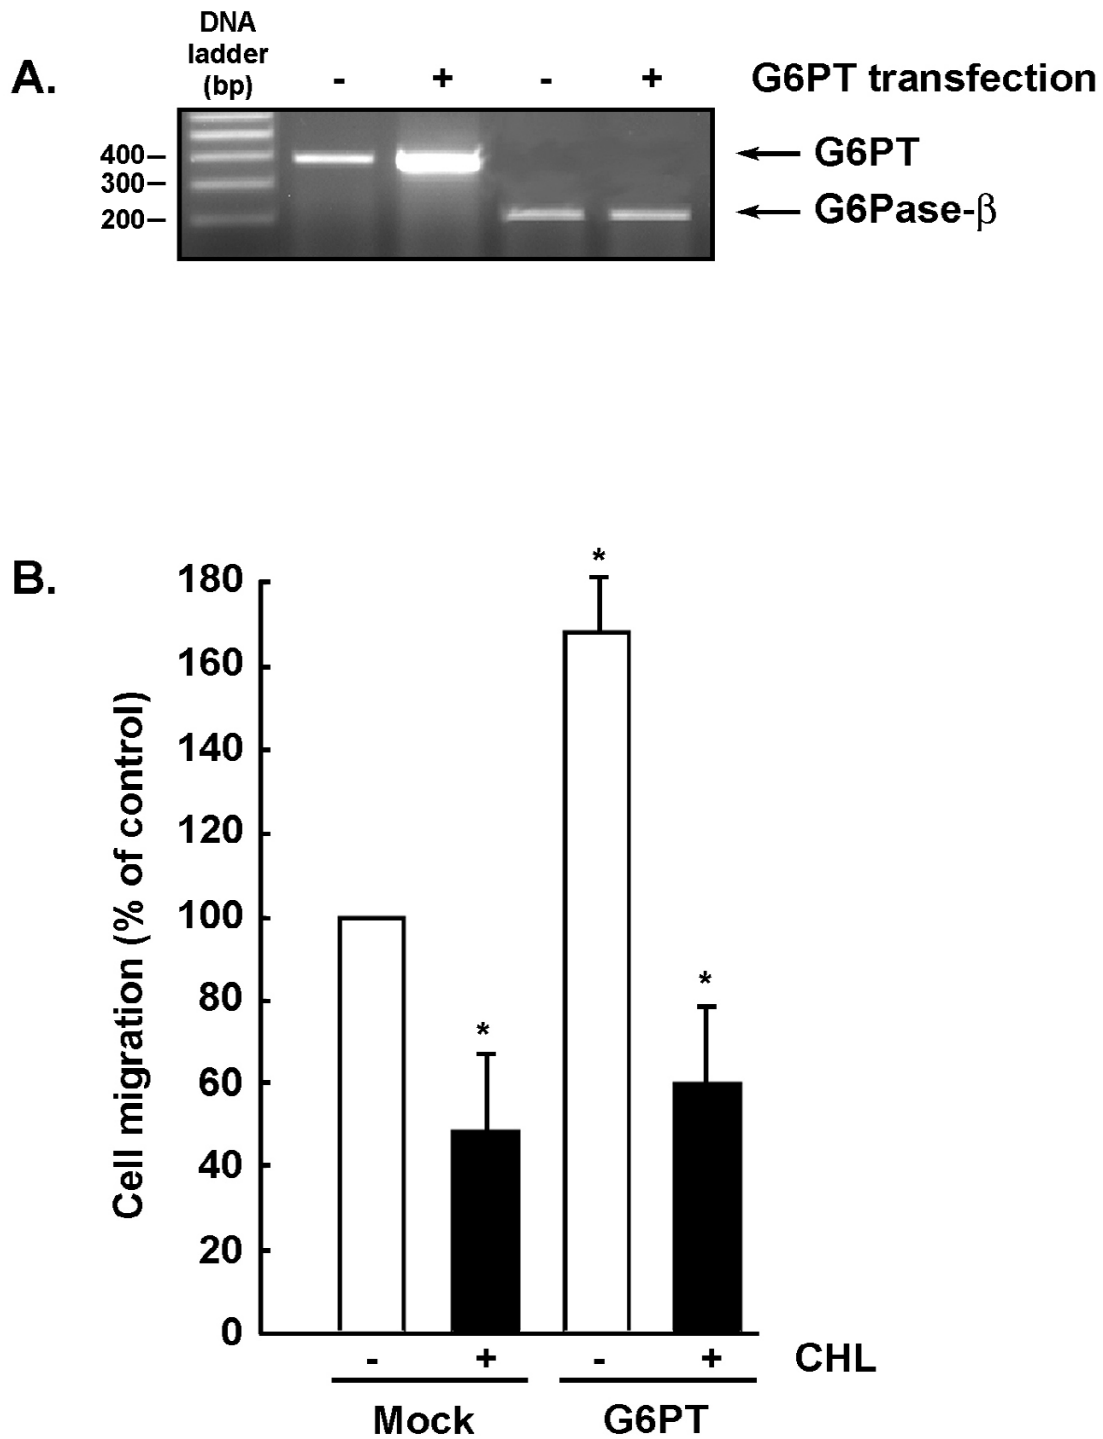 DNA
ladder
(bp)
A. - + - + G6PT transfection
400 G6PT
300
200 G6Pase-β
B.
*
180
160
140
120
100
80 *
60 *
40
20
0
Cell migration (% of control)
- + - + CHL
Mock G6PT